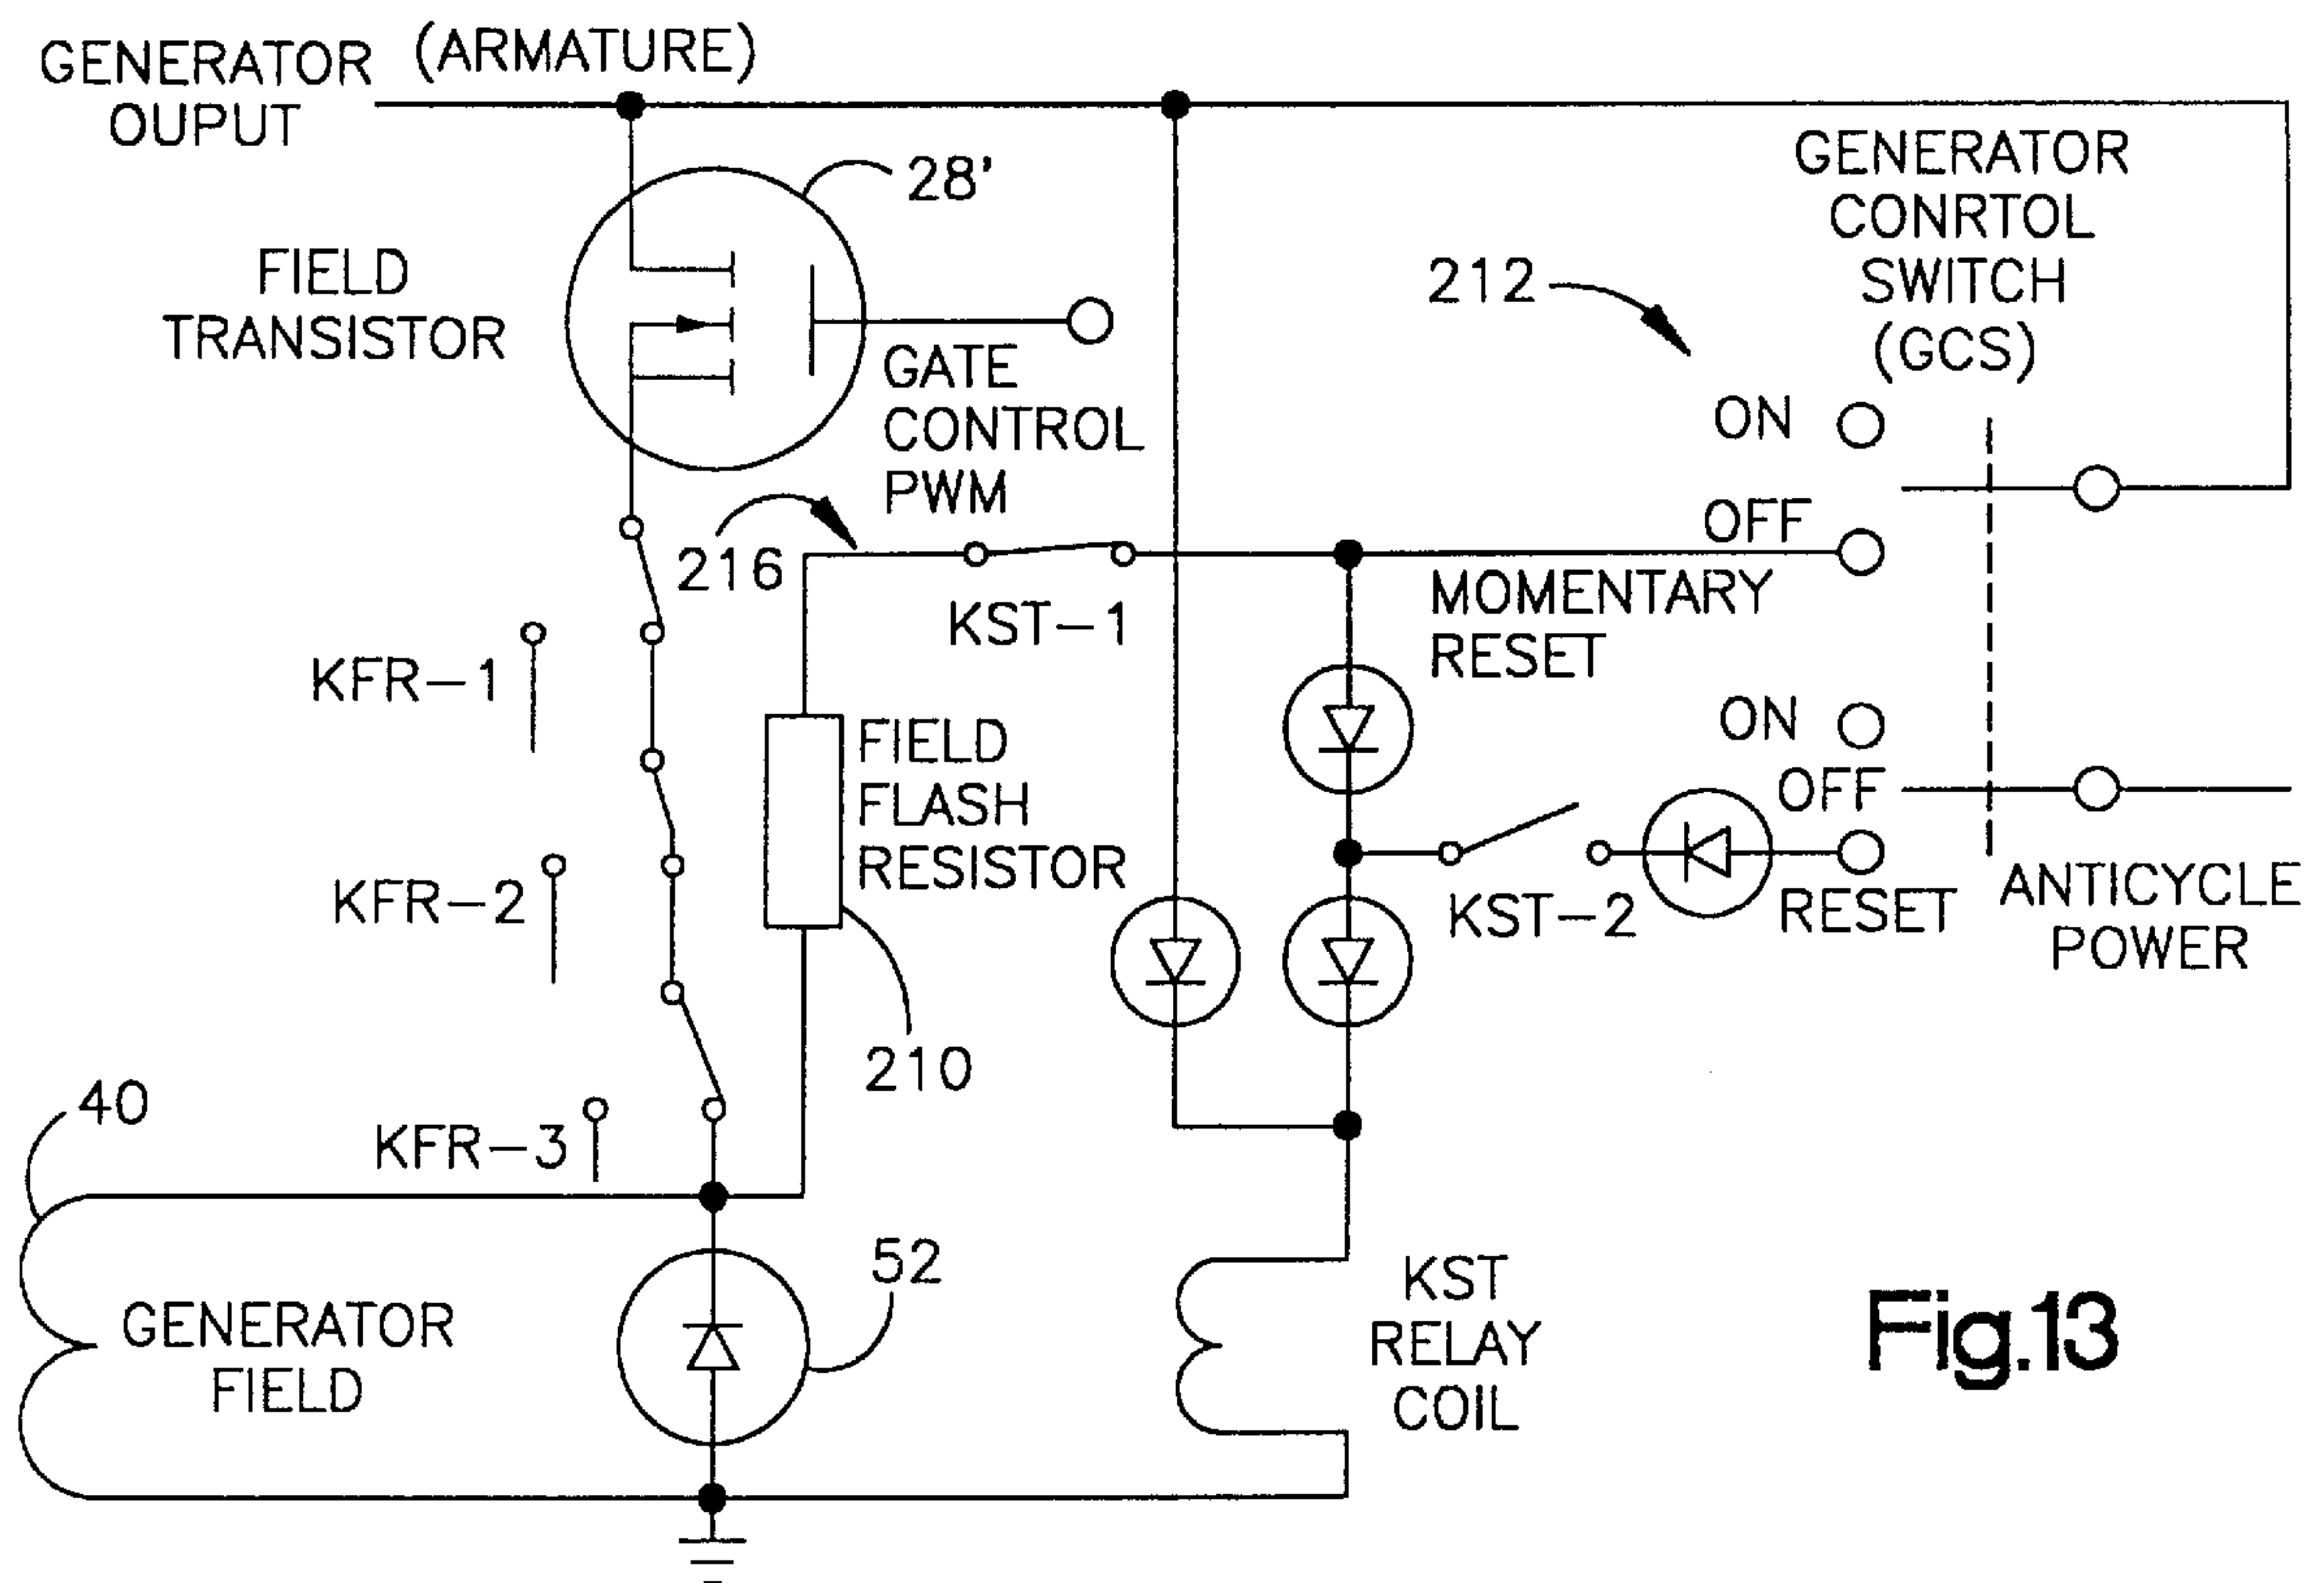 GENERATOR (ARMATURE)
OUPUT
28'
FIELD
TRANSISTOR
GATE
CONTROL
PWM
GENERATOR
CONRTOL
SWITCH
(GCS)
212
ON
OFF
216
KST-1
MOMENTARY
RESET
KFR-1
FIELD
FLASH
RESISTOR
ON
OFF
KFR-2
KST-2
RESET
ANTICYCLE
POWER
210
40
KFR-3
52
GENERATOR
FIELD
KST
RELAY
COIL
Fig.13